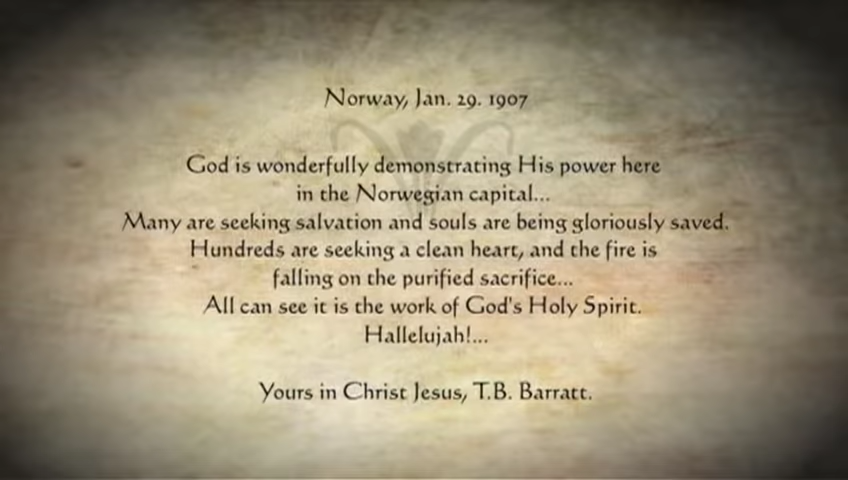 Norway, Jan. 29. 1907
God is wonderfully demonstrating His power here
in the Norwegian capital...
Many are seeking salvation and souls are being gloriously saved.
Hundreds are seeking a clean heart, and the fire is
falling on the purified sacrifice...
All can see it is the work of God's Holy Spirit.
Hallelujah!...
Yours in Christ Jesus, T.B. Barratt.